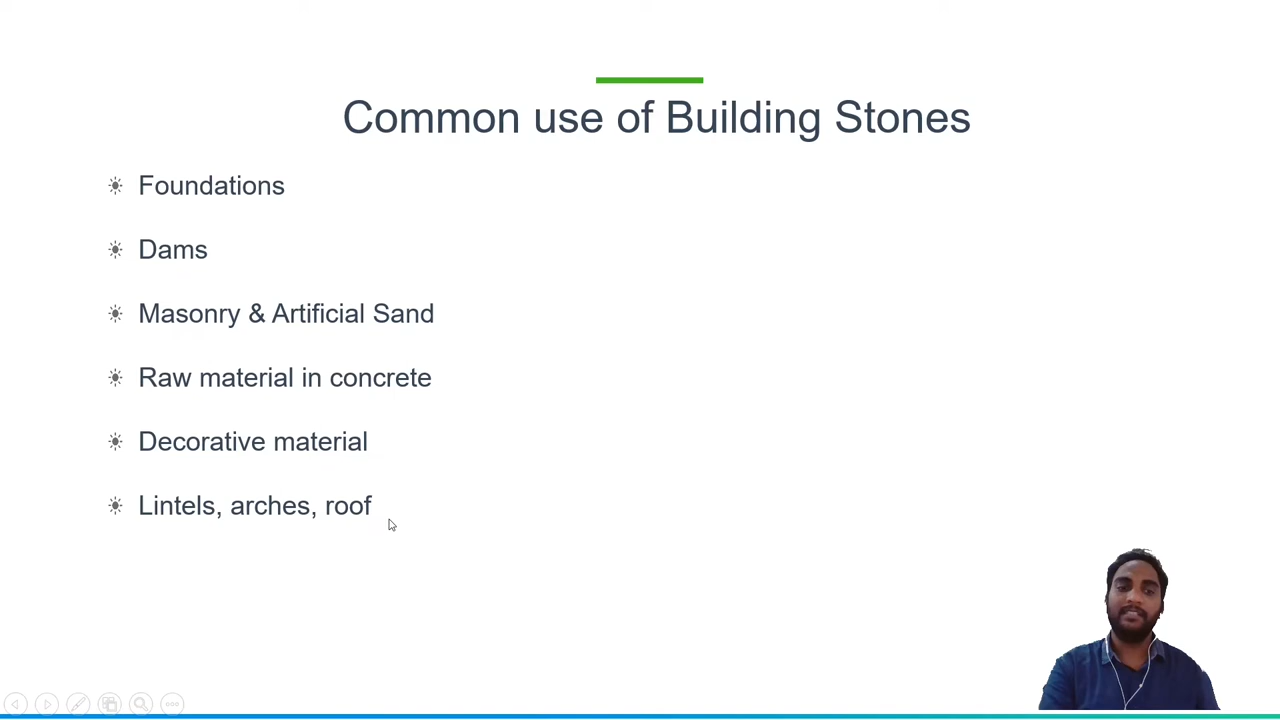 Common use of Building Stones
Foundations
Dams
Masonry & Artificial Sand
Raw material in concrete
Decorative material
Lintels, arches, roof